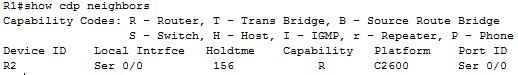 R1#show cdp neighbors
Capability Codes: R - Router, T - Trans Bridge, B - Source Route Bridge
S - Switch, H - Host, I - IGMP, r - Repeater, P - Phone
Device ID Local Intrfce Holdtme Capability Platform Port ID
R2 Ser 0/0 156 R C2600 Ser 0/0